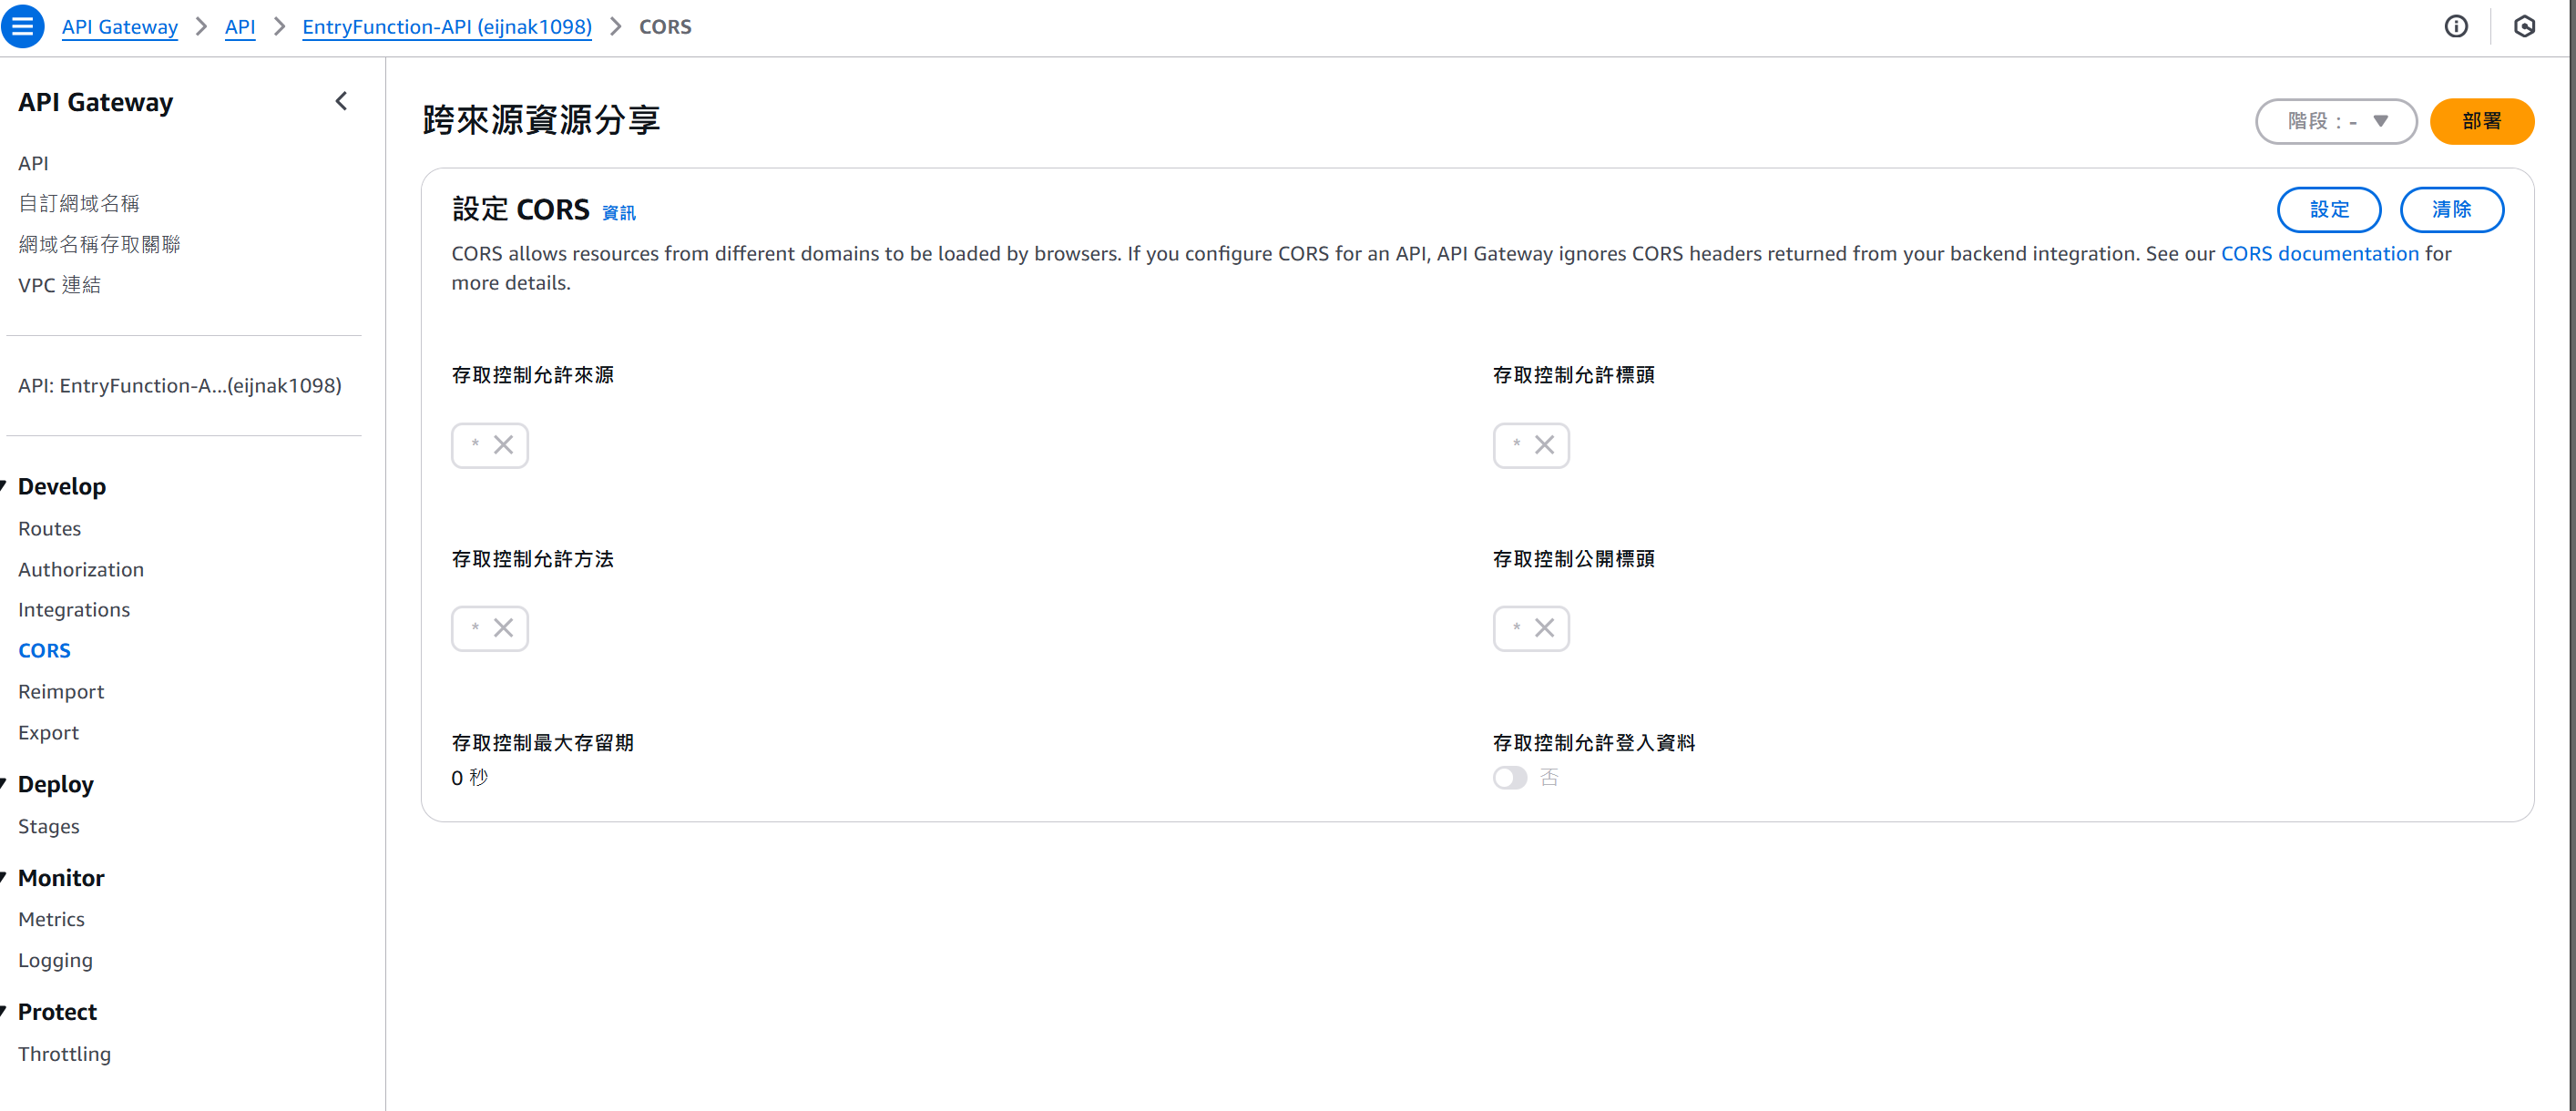 API Gateway > API > EntryFunction-API (eijnak1098) > CORS
API Gateway
API
自訂網域名稱
網域名稱存取關聯
VPC 連結
API: EntryFunction-A...(eijnak1098)
Develop
Routes
Authorization
Integrations
CORS
Reimport
Export
Deploy
Stages
Monitor
Metrics
Logging
Protect
Throttling
跨來源資源分享
階段：-
部署
設定 CORS 資訊
設定
清除
CORS allows resources from different domains to be loaded by browsers. If you configure CORS for an API, API Gateway ignores CORS headers returned from your backend integration. See our CORS documentation for
more details.
存取控制允許來源
*
存取控制允許標頭
*
存取控制允許方法
*
存取控制公開標頭
*
存取控制最大存留期
0 秒
存取控制允許登入資料
否